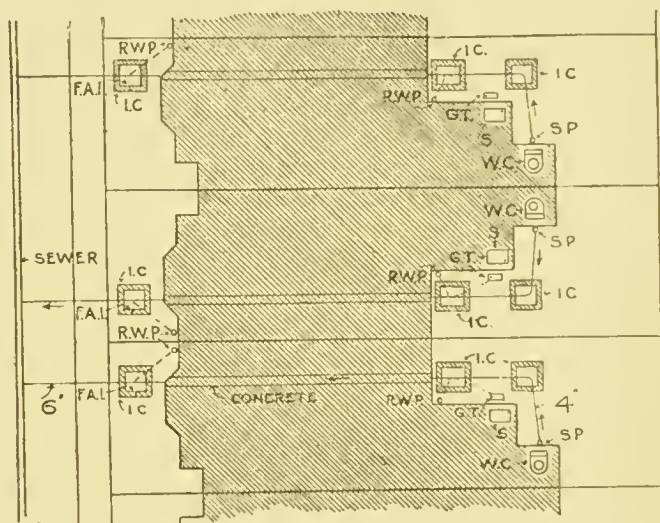 R.W.P.
I.C.
I.C
F.A.I.
I.C
R.W.P.
G.T.
S
S.P
W.C
W.C
S.P
S
G.T.
SEWER
I.C
R.W.P
I.C
F.A.I.
R.W.P.
I.C.
I.C
6"
F.A.I.
I.C
CONCRETE
R.W.P
G.T.
4"
S
S.P
W.C